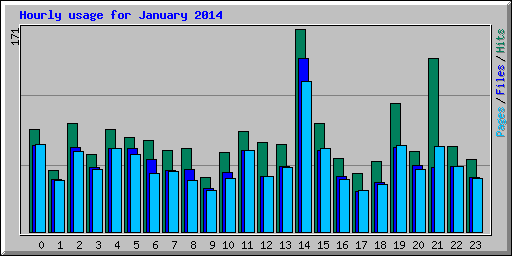 Hourly usage for January 2014
171
Pages/Files/Hits
0 1 2 3 4 5 6 7 8 9 10 11 12 13 14 15 16 17 18 19 20 21 22 23